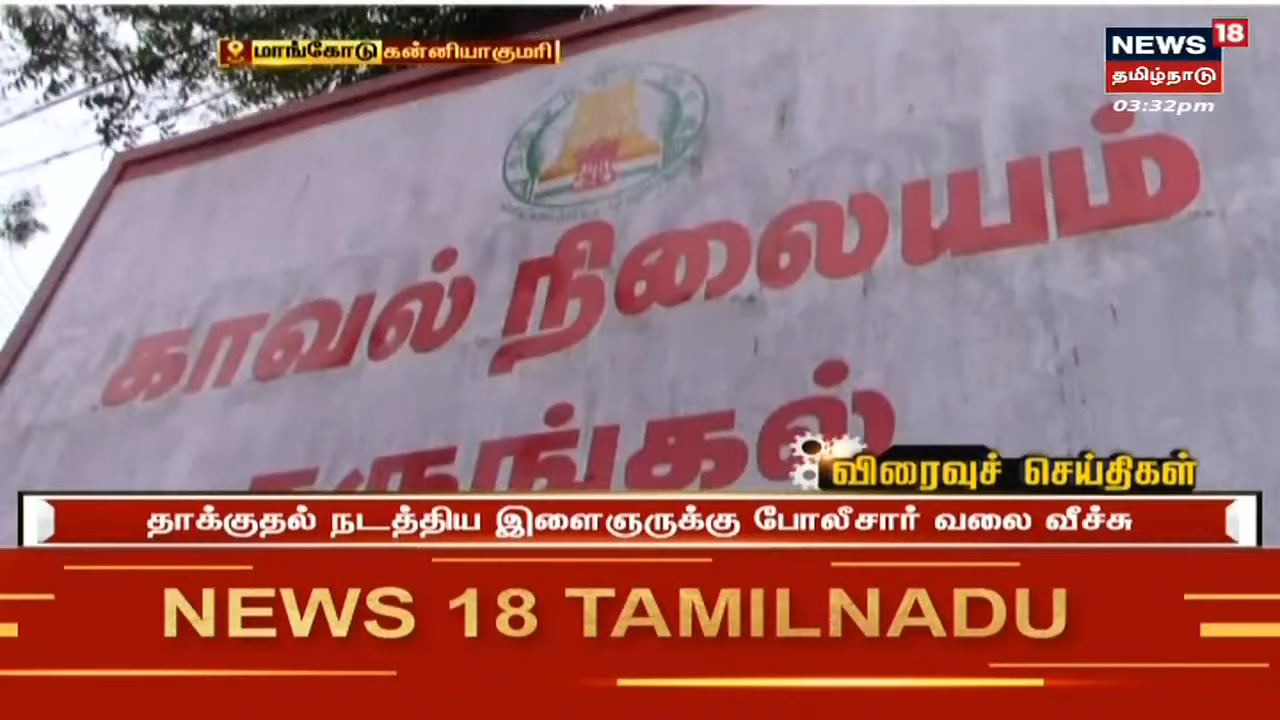 மாங்கோடு கன்னியாகுமரி
NEWS 18
தமிழ்நாடு
03:32pm
காவல் நிலையம்
விரைவுச் செய்திகள்
தாக்குதல் நடத்திய இளைஞருக்கு போலீசார் வலை வீச்சு
NEWS 18 TAMILNADU